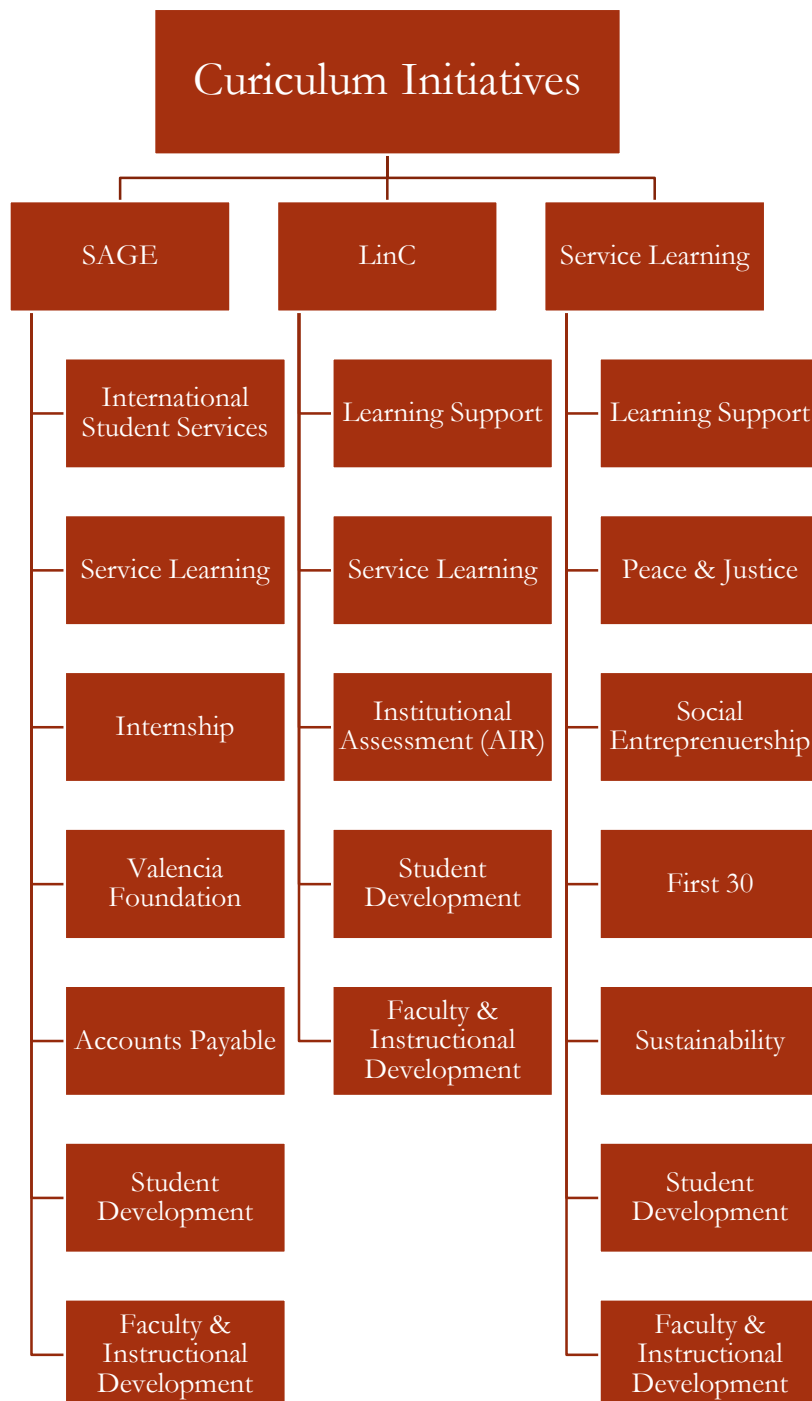 Curiculum Initiatives
SAGE
International
Student Services
Service Learning
Internship
Valencia
Foundation
Accounts Payable
Student
Development
Faculty &
Instructional
Development
LinC
Learning Support
Service Learning
Institutional
Assessment (AIR)
Student
Development
Faculty &
Instructional
Development
Service Learning
Learning Support
Peace & Justice
Social
Entreprenuership
First 30
Sustainability
Student
Development
Faculty &
Instructional
Development